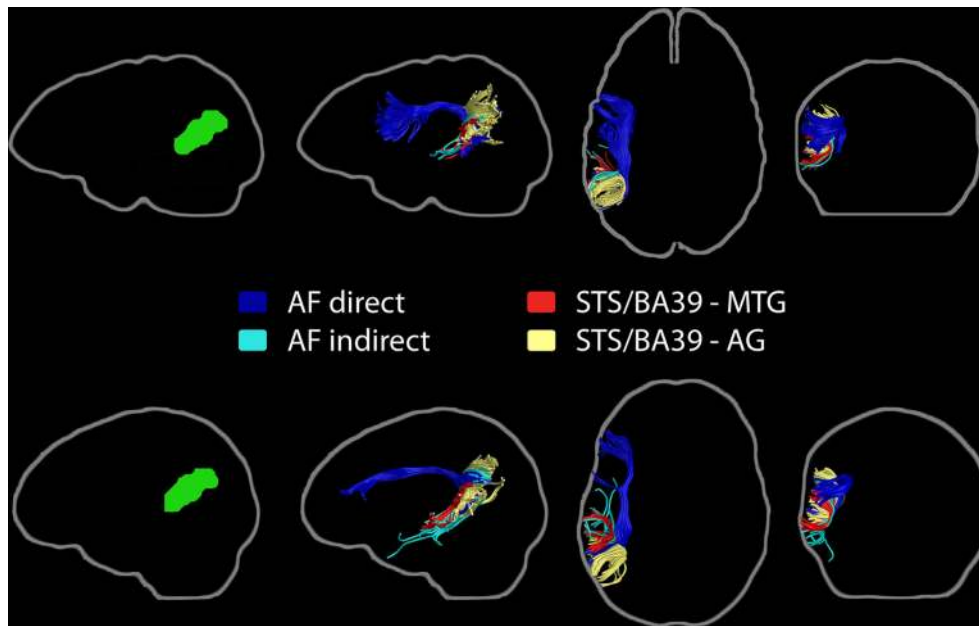 AF direct
AF indirect
STS/BA39 - MTG
STS/BA39 - AG